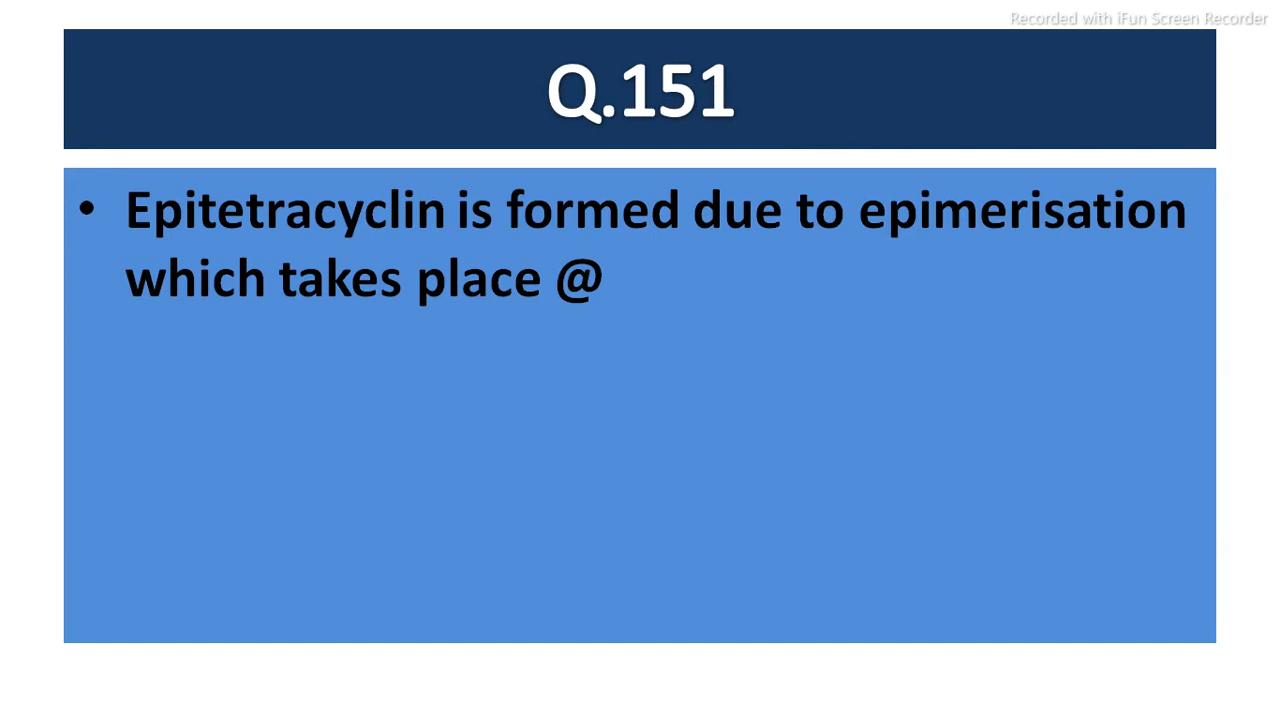 Recorded with iFun Screen Recorder
Q.151
• Epitetracyclin is formed due to epimerisation
which takes place @